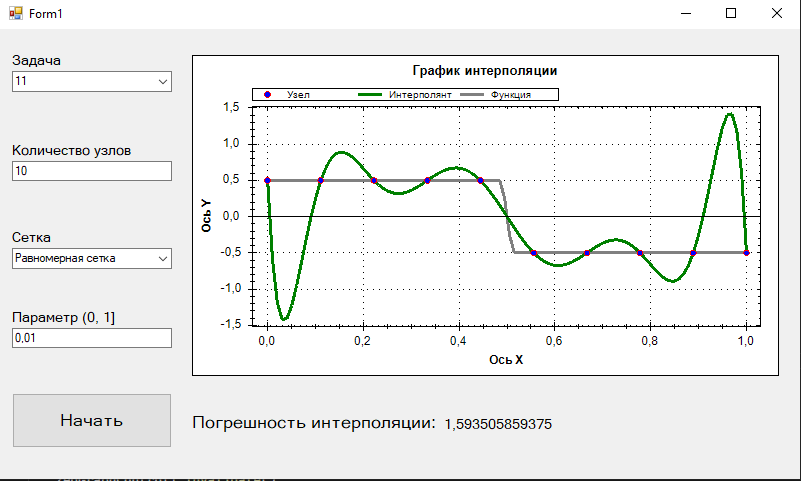 Form1
Задача
11
Количество узлов
10
Сетка
Равномерная сетка
Параметр (0, 1]
0,01
Начать
График интерполяции
Узел Интерполянт Функция
Ось Y
1,5
1,0
0,5
0,0
-0,5
-1,0
-1,5
0,0 0,2 0,4 0,6 0,8 1,0
Ось X
Погрешность интерполяции: 1,593505859375